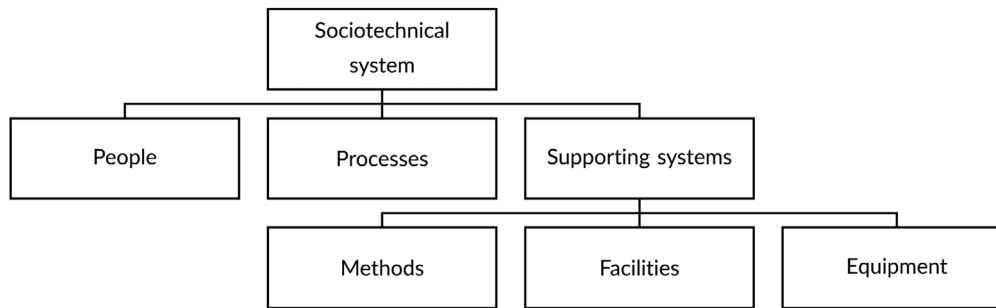 Sociotechnical
system
People
Processes
Supporting systems
Methods
Facilities
Equipment